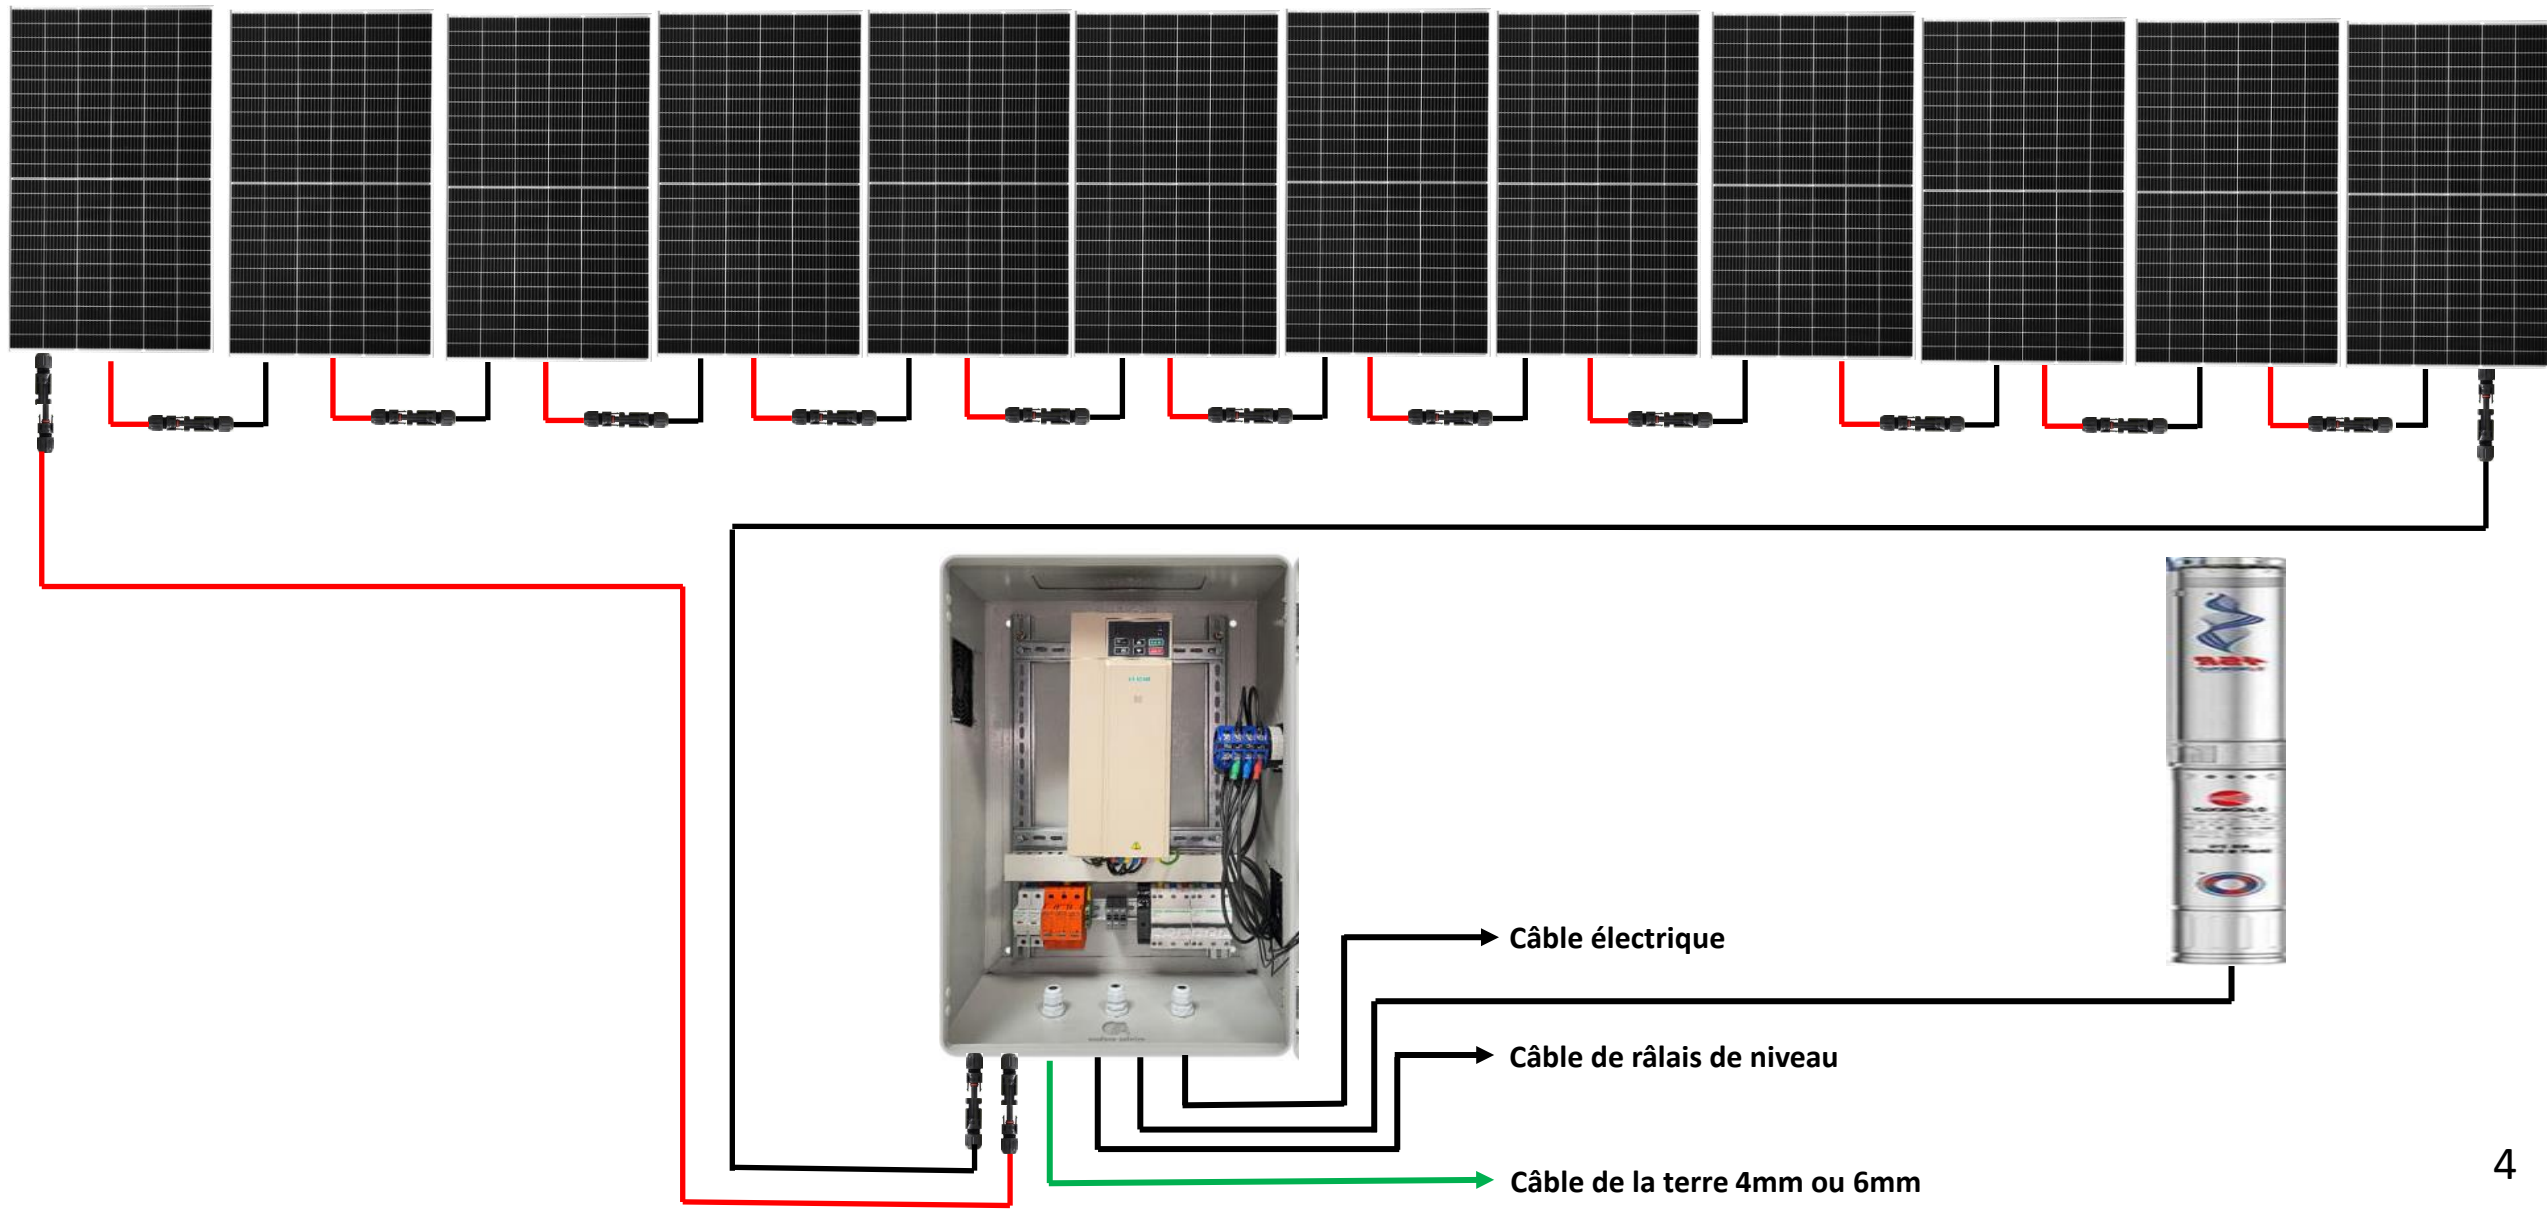 Câble électrique
Câble de râlais de niveau
Câble de la terre 4mm ou 6mm
4